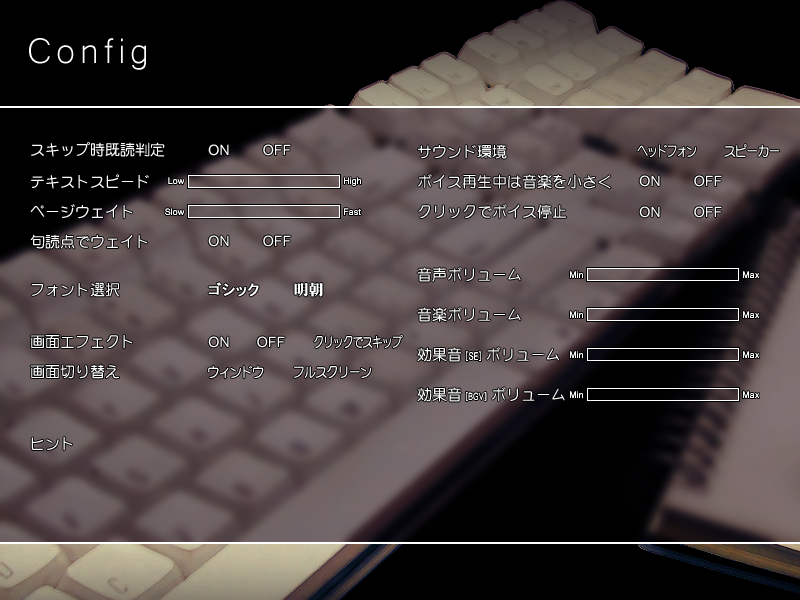 Config
スキップ時既読判定 ON OFF
テキストスピード Low High
ページウェイト Slow Fast
句読点でウェイト ON OFF
フォント選択 ゴシック 明朝
画面エフェクト ON OFF クリックでスキップ
画面切り替え ウィンドウ フルスクリーン
ヒント
サウンド環境 ヘッドフォン スピーカー
ボイス再生中は音楽を小さく ON OFF
クリックでボイス停止 ON OFF
音声ボリューム Min Max
音楽ボリューム Min Max
効果音[SE]ボリューム Min Max
効果音[BGV]ボリューム Min Max